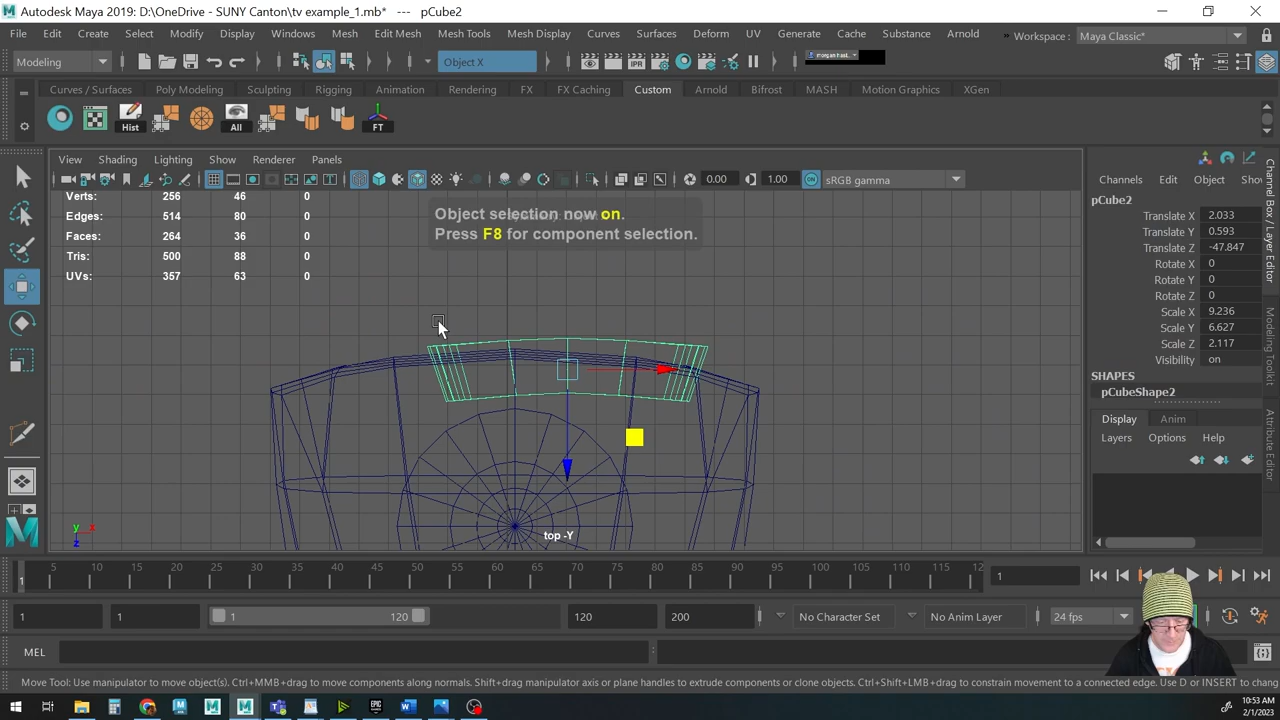 Autodesk Maya 2019: D:\OneDrive - SUNY Canton\tv example_1.mb* --- pCube2
File Edit Create Select Modify Display Windows Mesh Edit Mesh Mesh Tools Mesh Display Curves Surfaces Deform UV Generate Cache Substance Arnold » Workspace : Maya Classic*
Modeling Object X
Curves / Surfaces Poly Modeling Sculpting Rigging Animation Rendering FX FX Caching Custom Arnold Bifrost MASH Motion Graphics XGen
Hist All FT
View Shading Lighting Show Renderer Panels
0.00 1.00 ON sRGB gamma
Verts: 256 46 0
Edges: 514 80 0
Faces: 264 36 0
Tris: 500 88 0
UVs: 357 63 0
Object selection now on.
Press F8 for component selection.
top -Y
y x
z
Channels Edit Object Show
pCube2
Translate X 2.033
Translate Y 0.593
Translate Z -47.847
Rotate X 0
Rotate Y 0
Rotate Z 0
Scale X 9.236
Scale Y 6.627
Scale Z 2.117
Visibility on
SHAPES
pCubeShape2
Display Anim
Layers Options Help
Channel Box / Layer Editor
Modeling Toolkit
Attribute Editor
1 5 10 15 20 25 30 35 40 45 50 55 60 65 70 75 80 85 90 95 100 105 110 115 12
1
1 1 1 120 120 200 No Character Set No Anim Layer 24 fps
MEL
Move Tool: Use manipulator to move object(s). Ctrl+MMB+drag to move components along normals. Shift+drag manipulator axis or plane handles to extrude components or clone objects. Ctrl+Shift+LMB+drag to constrain movement to a connected edge. Use D or INSERT to chang
10:53 AM
2/1/2023